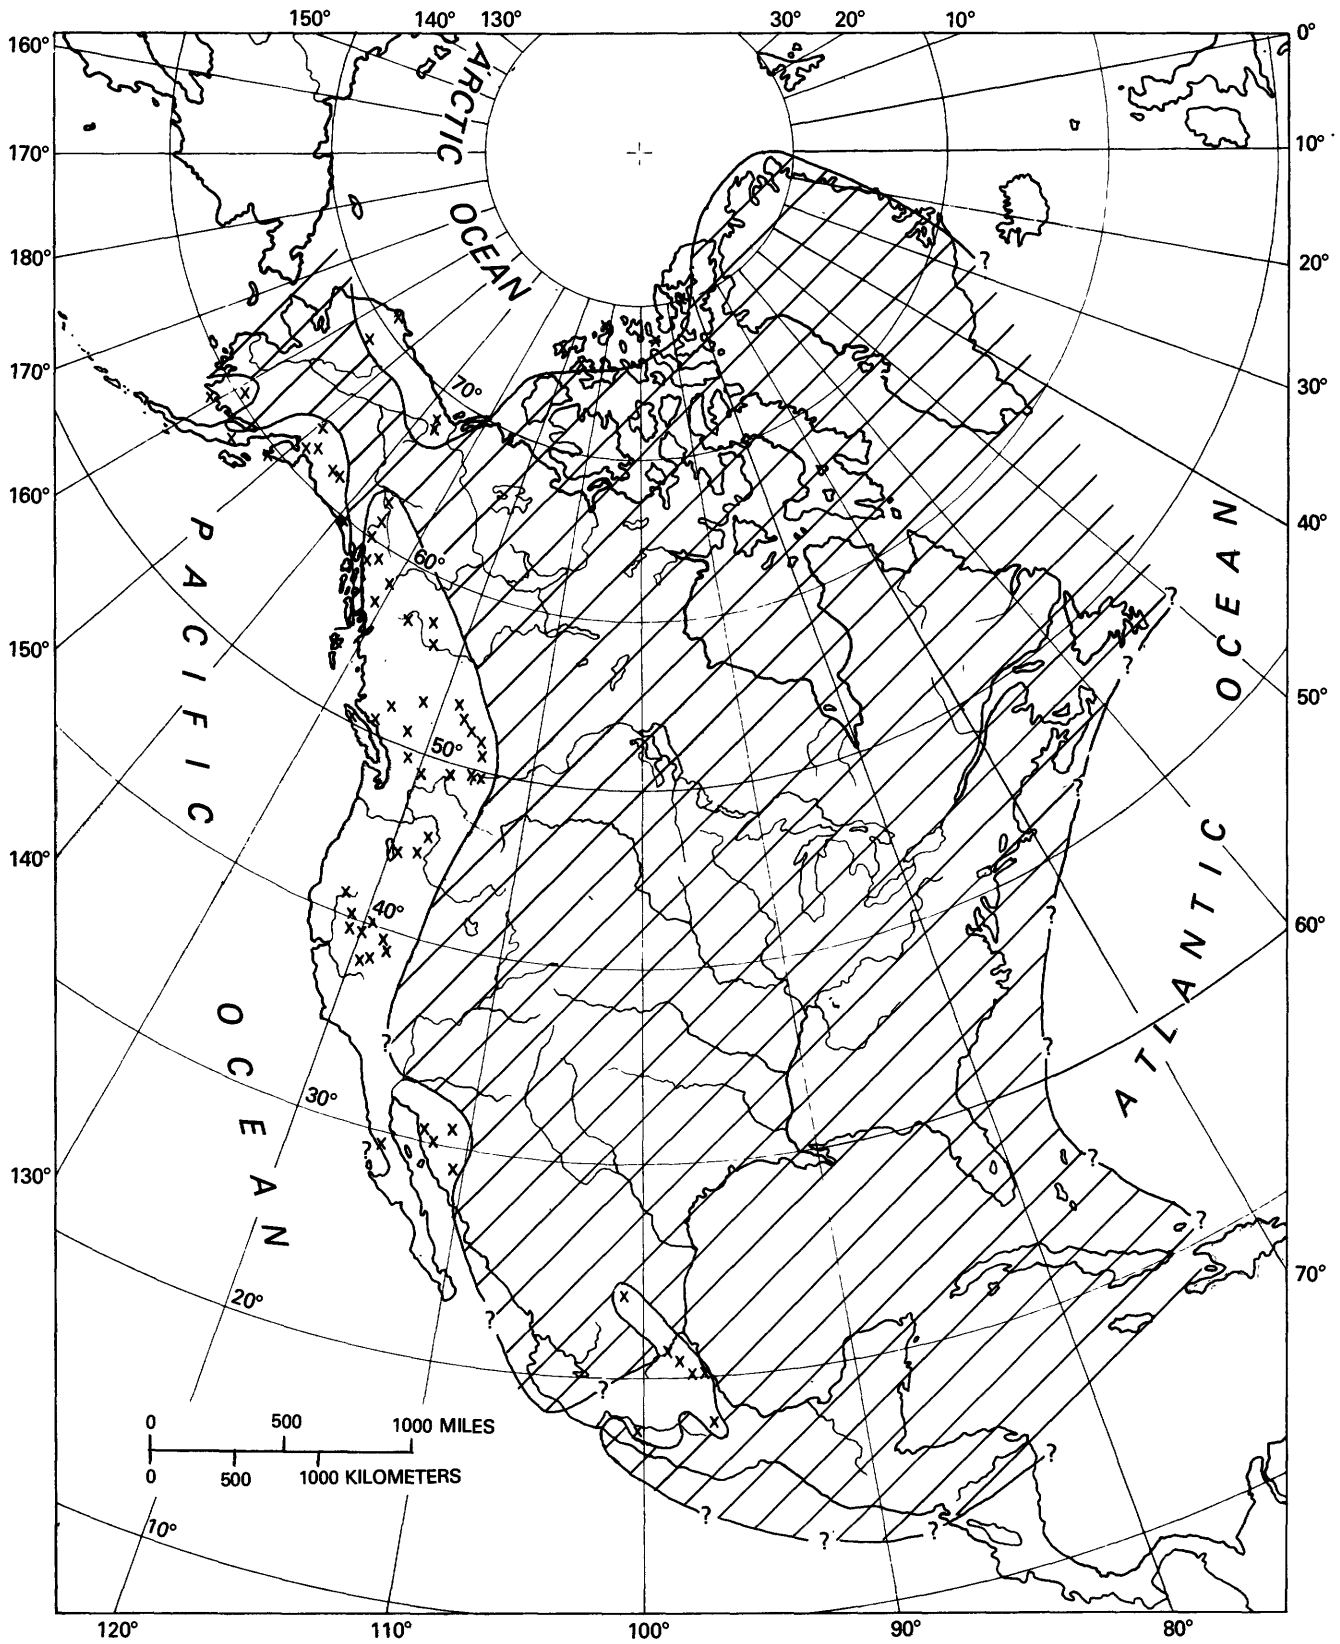 150° 140° 130° 30° 20° 10°
160° 0°
ARCTIC OCEAN
170° 10°
180° 20°
170° 30°
70°
160° 40°
60°
PACIFIC OCEAN
150° 50°
50°
ATLANTIC OCEAN
140° 60°
40°
30°
130° 70°
20°
0 500 1000 MILES
0 500 1000 KILOMETERS
10°
120° 110° 100° 90° 80°